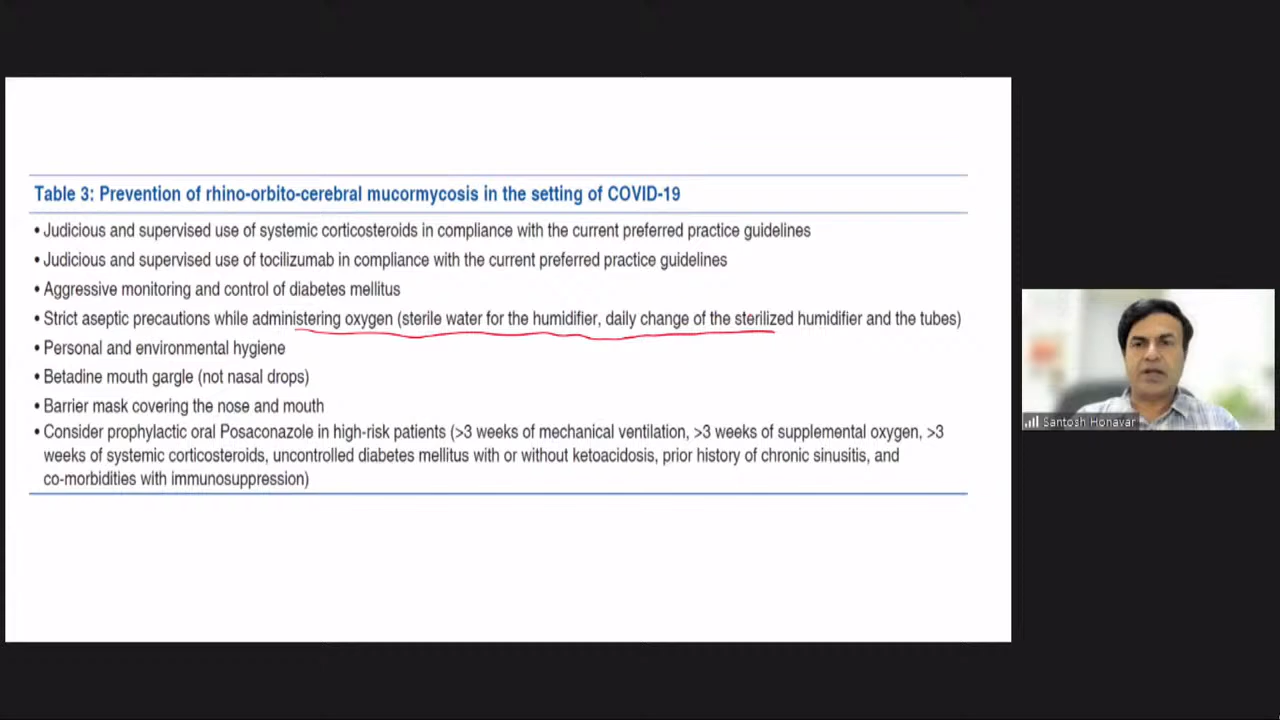 Table 3: Prevention of rhino-orbito-cerebral mucormycosis in the setting of COVID-19
• Judicious and supervised use of systemic corticosteroids in compliance with the current preferred practice guidelines
• Judicious and supervised use of tocilizumab in compliance with the current preferred practice guidelines
• Aggressive monitoring and control of diabetes mellitus
• Strict aseptic precautions while administering oxygen (sterile water for the humidifier, daily change of the sterilized humidifier and the tubes)
• Personal and environmental hygiene
• Betadine mouth gargle (not nasal drops)
• Barrier mask covering the nose and mouth
• Consider prophylactic oral Posaconazole in high-risk patients (>3 weeks of mechanical ventilation, >3 weeks of supplemental oxygen, >3
weeks of systemic corticosteroids, uncontrolled diabetes mellitus with or without ketoacidosis, prior history of chronic sinusitis, and
co-morbidities with immunosuppression)
Santosh Honavar